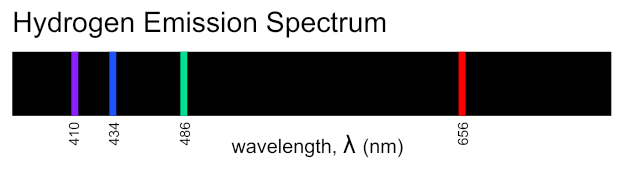 Hydrogen Emission Spectrum
410
434
486
656
wavelength, λ (nm)